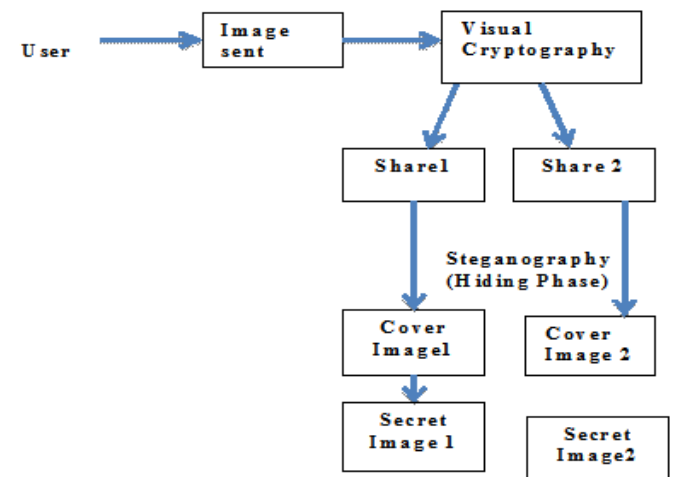 User
Image
sent
Visual
Cryptography
Share1
Share 2
Steganography
(Hiding Phase)
Cover
Image1
Cover
Image 2
Secret
Image 1
Secret
Image2